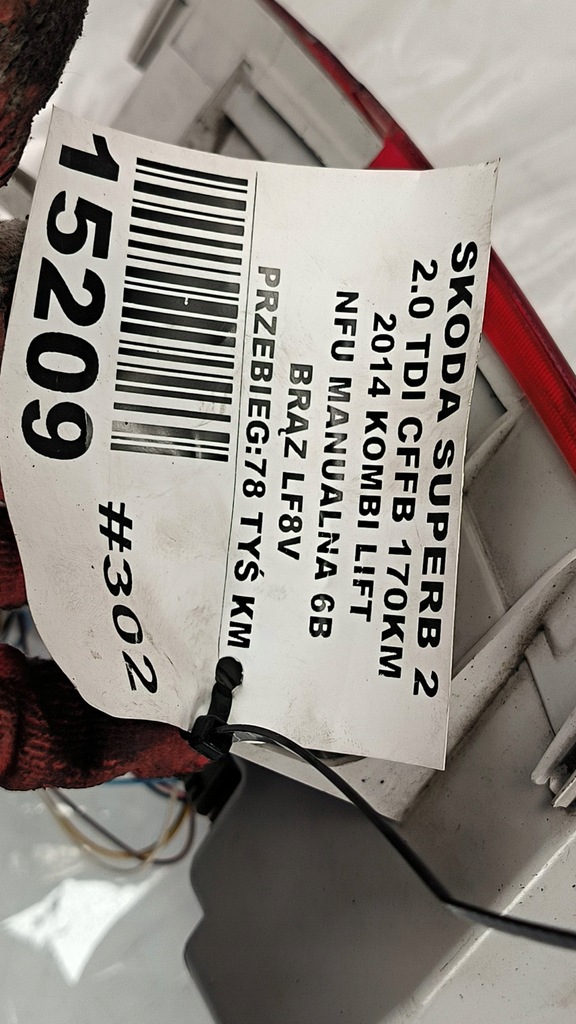 SKODA SUPERB 2
2.0 TDI CFFB 170KM
2014 KOMBI LIFT
NFU MANUALNA 6B
BRĄZ LF8V
PRZEBIEG:78 TYŚ KM
15209
#302